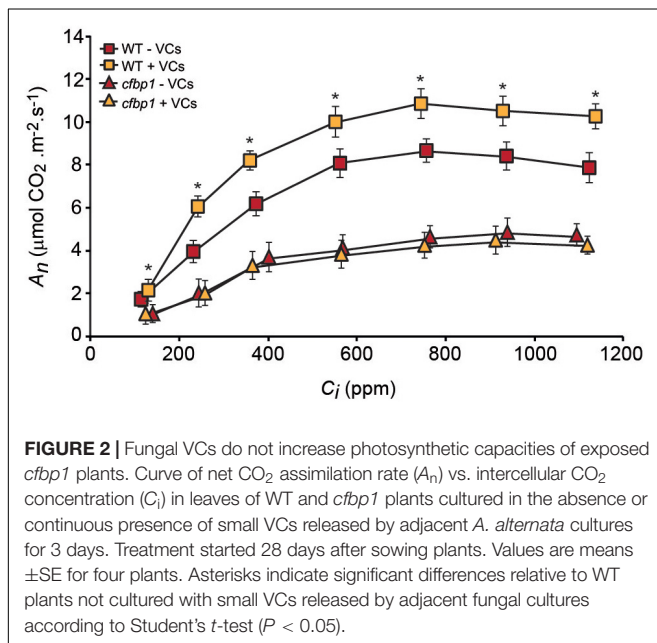 14
12
10
8
6
4
2
0
WT - VCs
WT + VCs
cfbp1 - VCs
cfbp1 + VCs
* * * * * * *
An (µmol CO2 .m-2.s-1)
0 200 400 600 800 1000 1200
Ci (ppm)
FIGURE 2 | Fungal VCs do not increase photosynthetic capacities of exposed
cfbp1 plants. Curve of net CO2 assimilation rate (An) vs. intercellular CO2
concentration (Ci) in leaves of WT and cfbp1 plants cultured in the absence or
continuous presence of small VCs released by adjacent A. alternata cultures
for 3 days. Treatment started 28 days after sowing plants. Values are means
±SE for four plants. Asterisks indicate significant differences relative to WT
plants not cultured with small VCs released by adjacent fungal cultures
according to Student's t-test (P < 0.05).